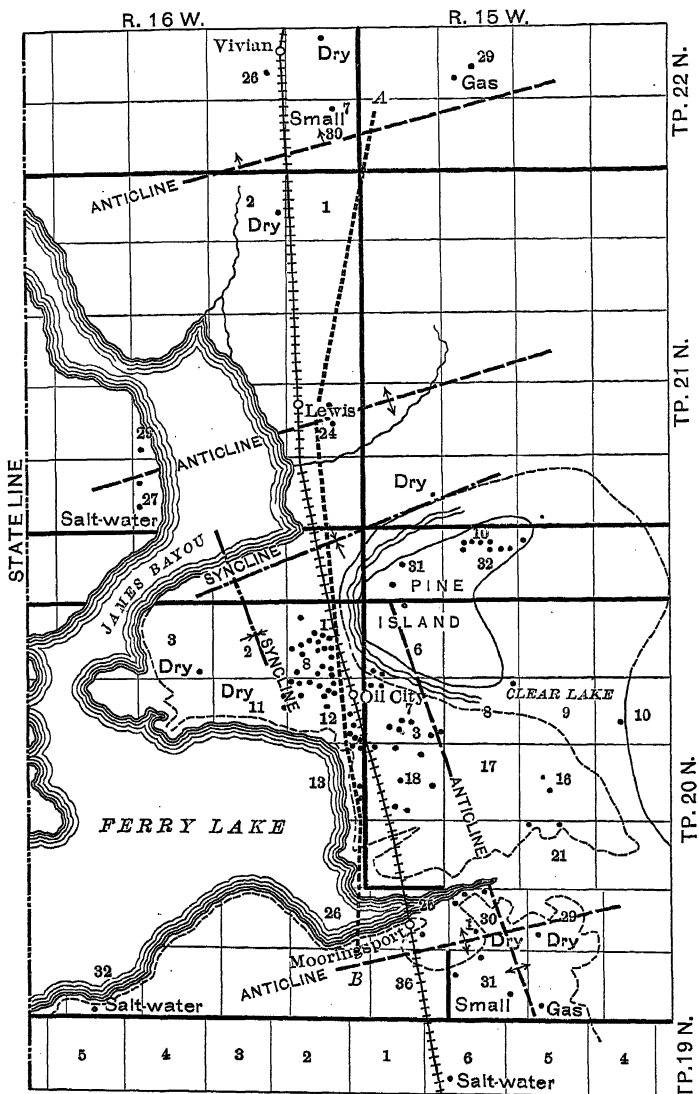 R. 16 W.
R. 15 W.
Vivian
Dry
26
29
Gas
TP. 22 N.
A
Small 7
30
ANTICLINE
2
1
Dry
TP. 21 N.
Lewis
24
ANTICLINE
27
Salt-water
Dry
STATE LINE
JAMES BAYOU
SYNCLINE
10
32
31
PINE
ISLAND
1
3
2
SYNCLINE
8
6
Dry
Dry
11
12
Oil City
CLEAR LAKE
7
8
9
10
3
13
18
17
16
ANTICLINE
FERRY LAKE
TP. 20 N.
21
26
26
30
29
Mooringsport
Dry
Dry
ANTICLINE
B
32
36
31
Salt-water
Small
Gas
5
4
3
2
1
6
5
4
TP. 19 N.
Salt-water